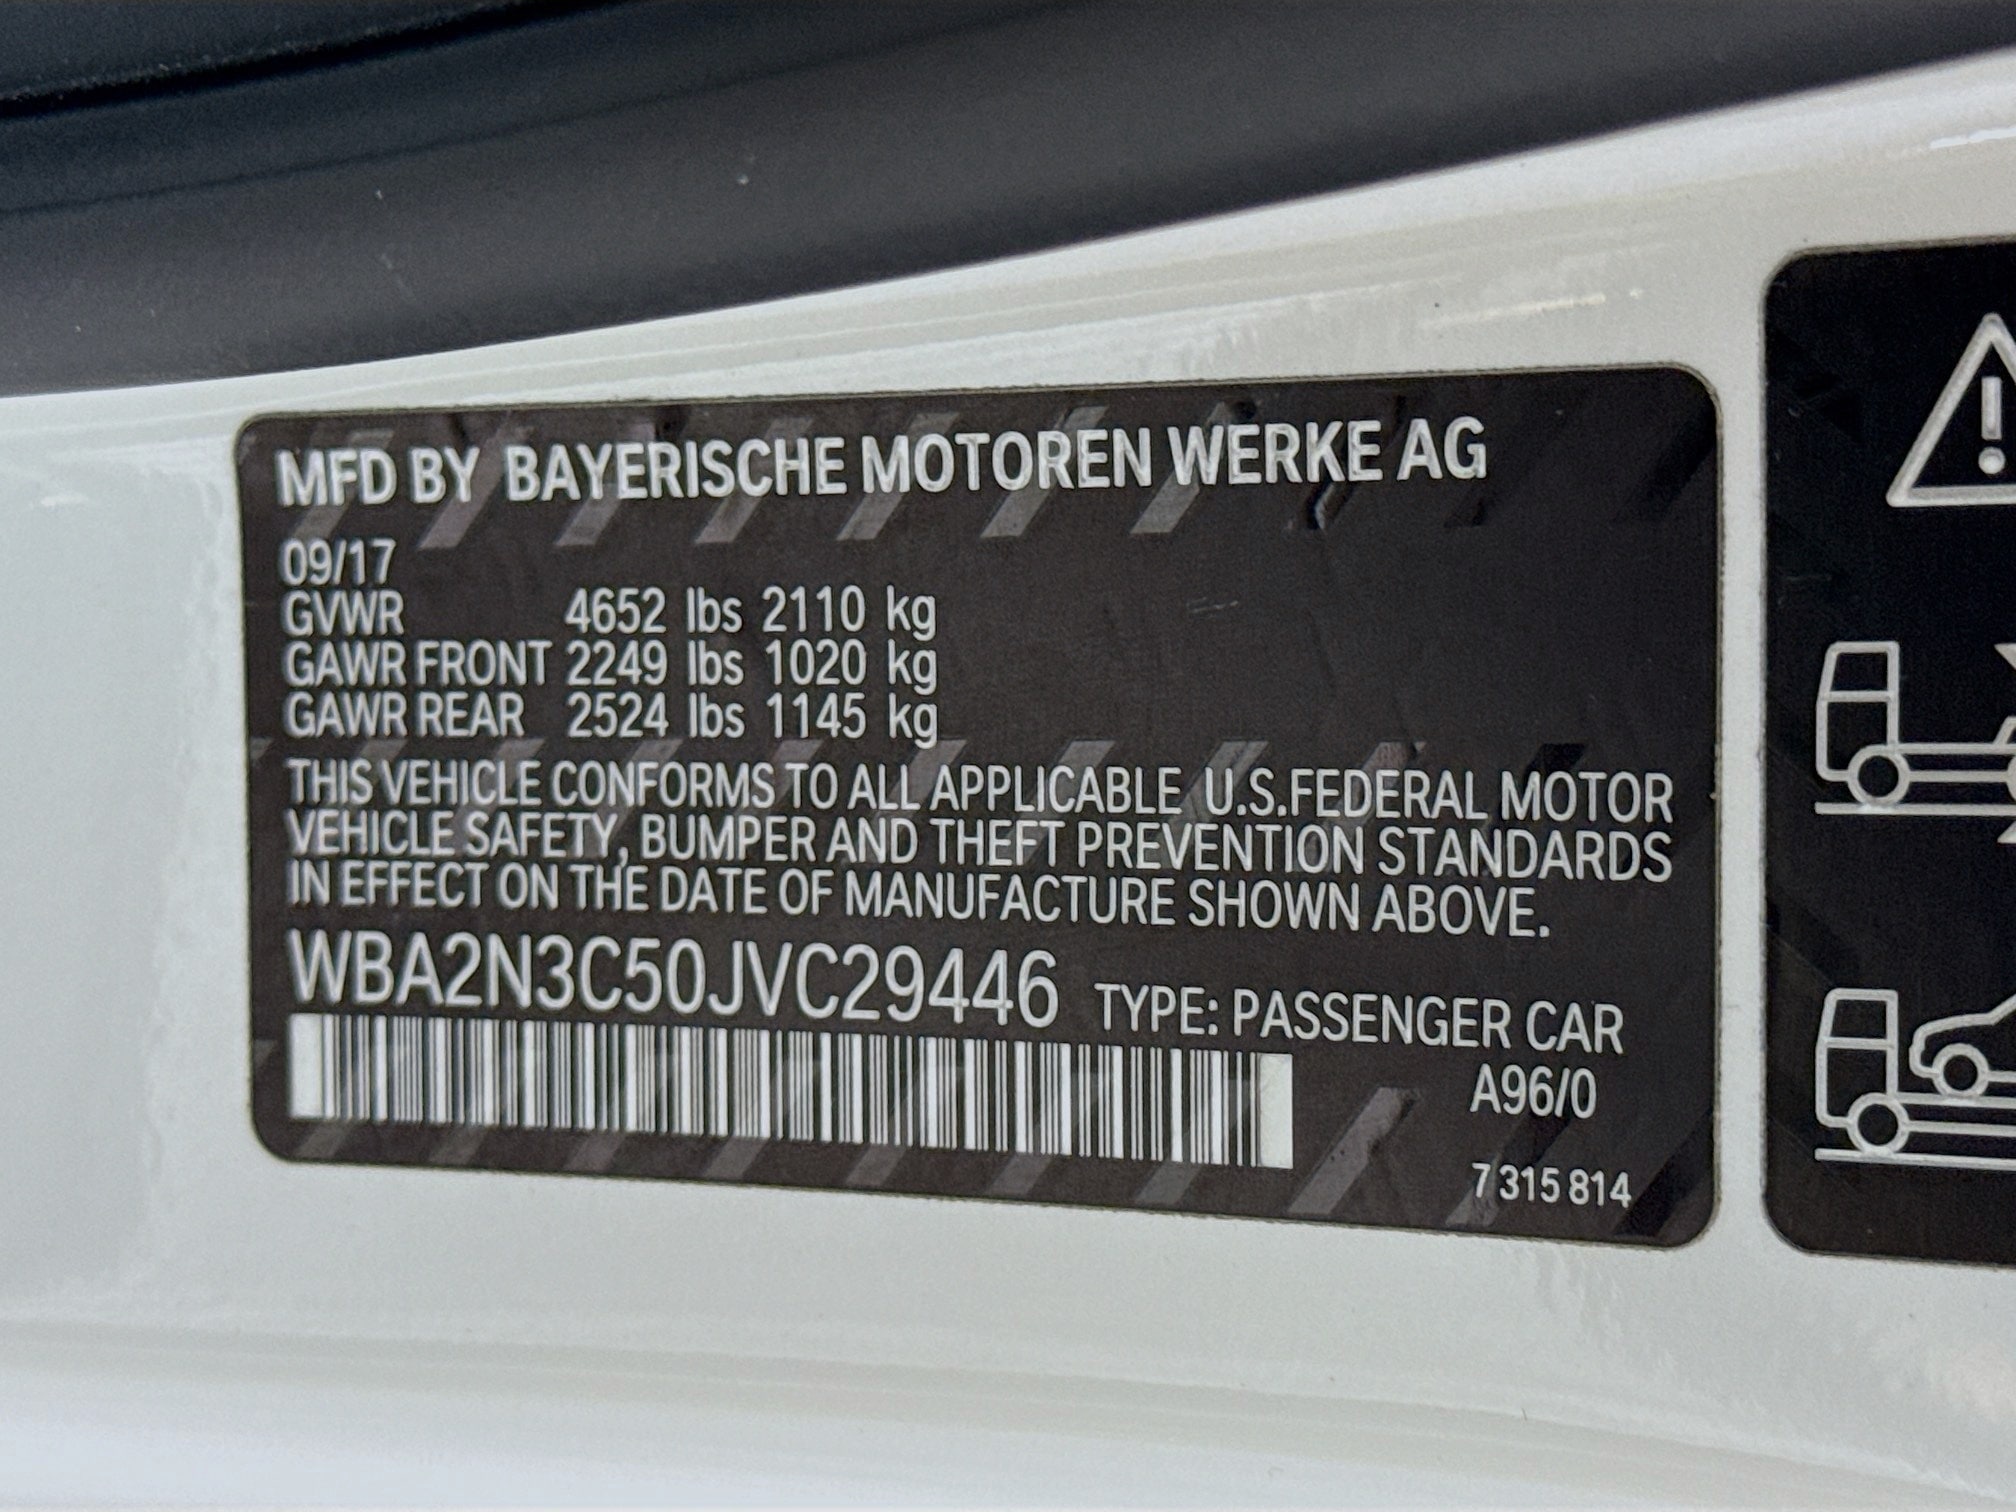 MFD BY BAYERISCHE MOTOREN WERKE AG
09/17
GVWR 4652 lbs 2110 kg
GAWR FRONT 2249 lbs 1020 kg
GAWR REAR 2524 lbs 1145 kg
THIS VEHICLE CONFORMS TO ALL APPLICABLE U.S.FEDERAL MOTOR
VEHICLE SAFETY, BUMPER AND THEFT PREVENTION STANDARDS
IN EFFECT ON THE DATE OF MANUFACTURE SHOWN ABOVE.
WBA2N3C50JVC29446 TYPE: PASSENGER CAR
A96/0
7 315 814